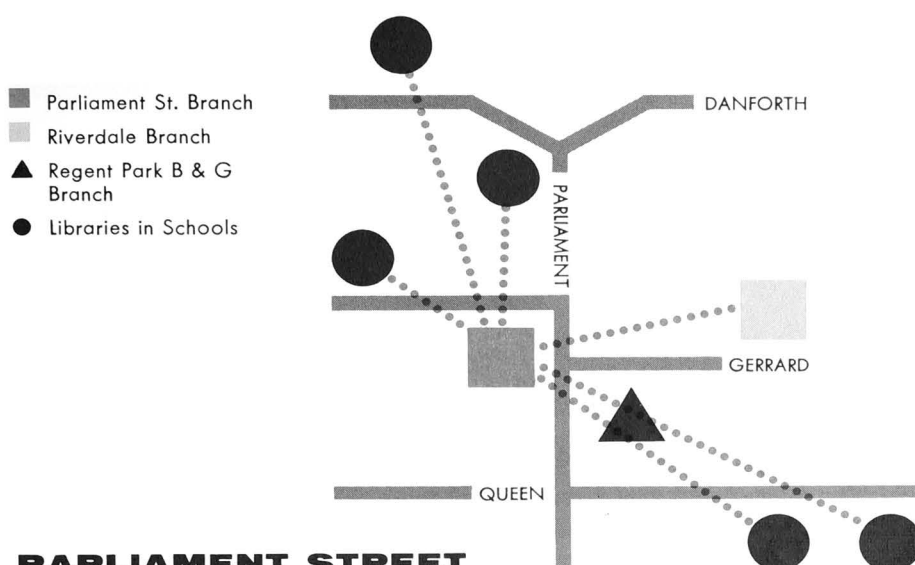 Parliament St. Branch
Riverdale Branch
Regent Park B & G
Branch
Libraries in Schools
DANFORTH
PARLIAMENT
GERRARD
QUEEN
PARLIAMENT STREET